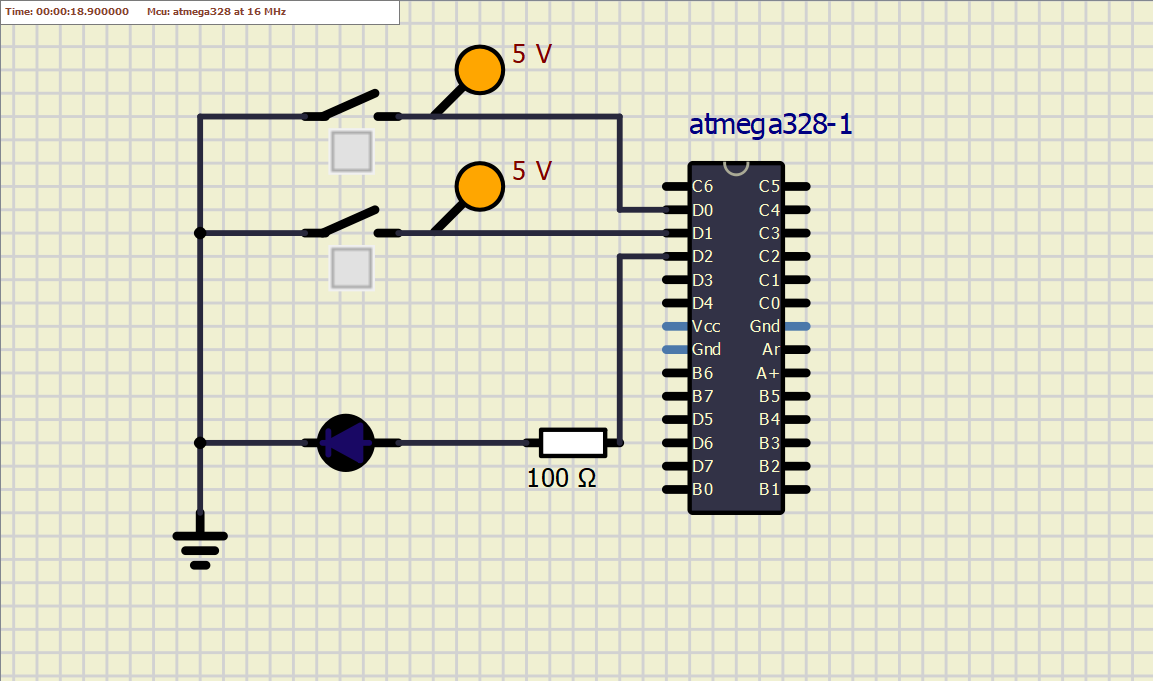 Time: 00:00:18.900000 Mcu: atmega328 at 16 MHz
5 V
5 V
atmega328-1
C6 C5
D0 C4
D1 C3
D2 C2
D3 C1
D4 C0
Vcc Gnd
Gnd Ar
B6 A+
B7 B5
D5 B4
D6 B3
D7 B2
B0 B1
100 Ω